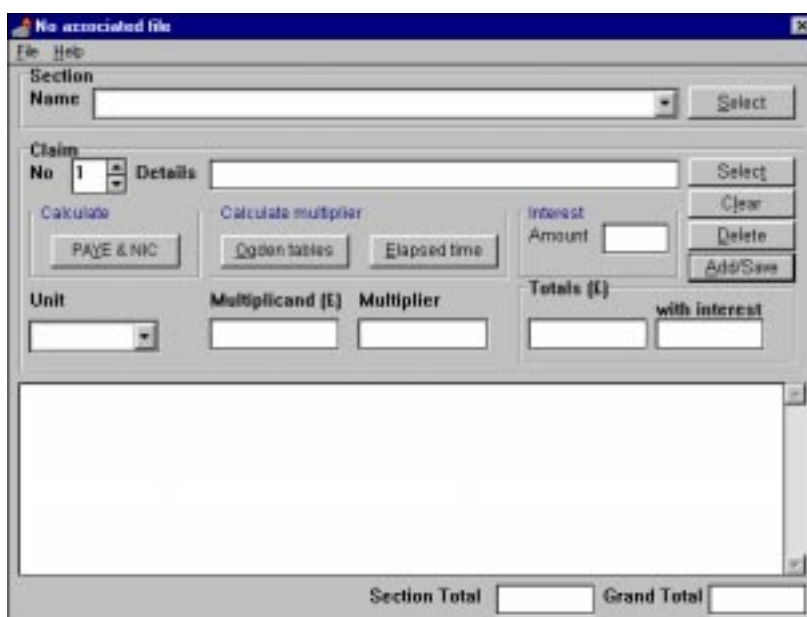 No associated file
File Help
Section
Name Select
Claim
No 1 Details Select
Clear
Calculate Calculate multiplier Interest
PAYE & NIC Ogden tables Elapsed time Amount Delete
Add/Save
Unit Multiplicand (£) Multiplier Totals (£)
with interest
Section Total Grand Total